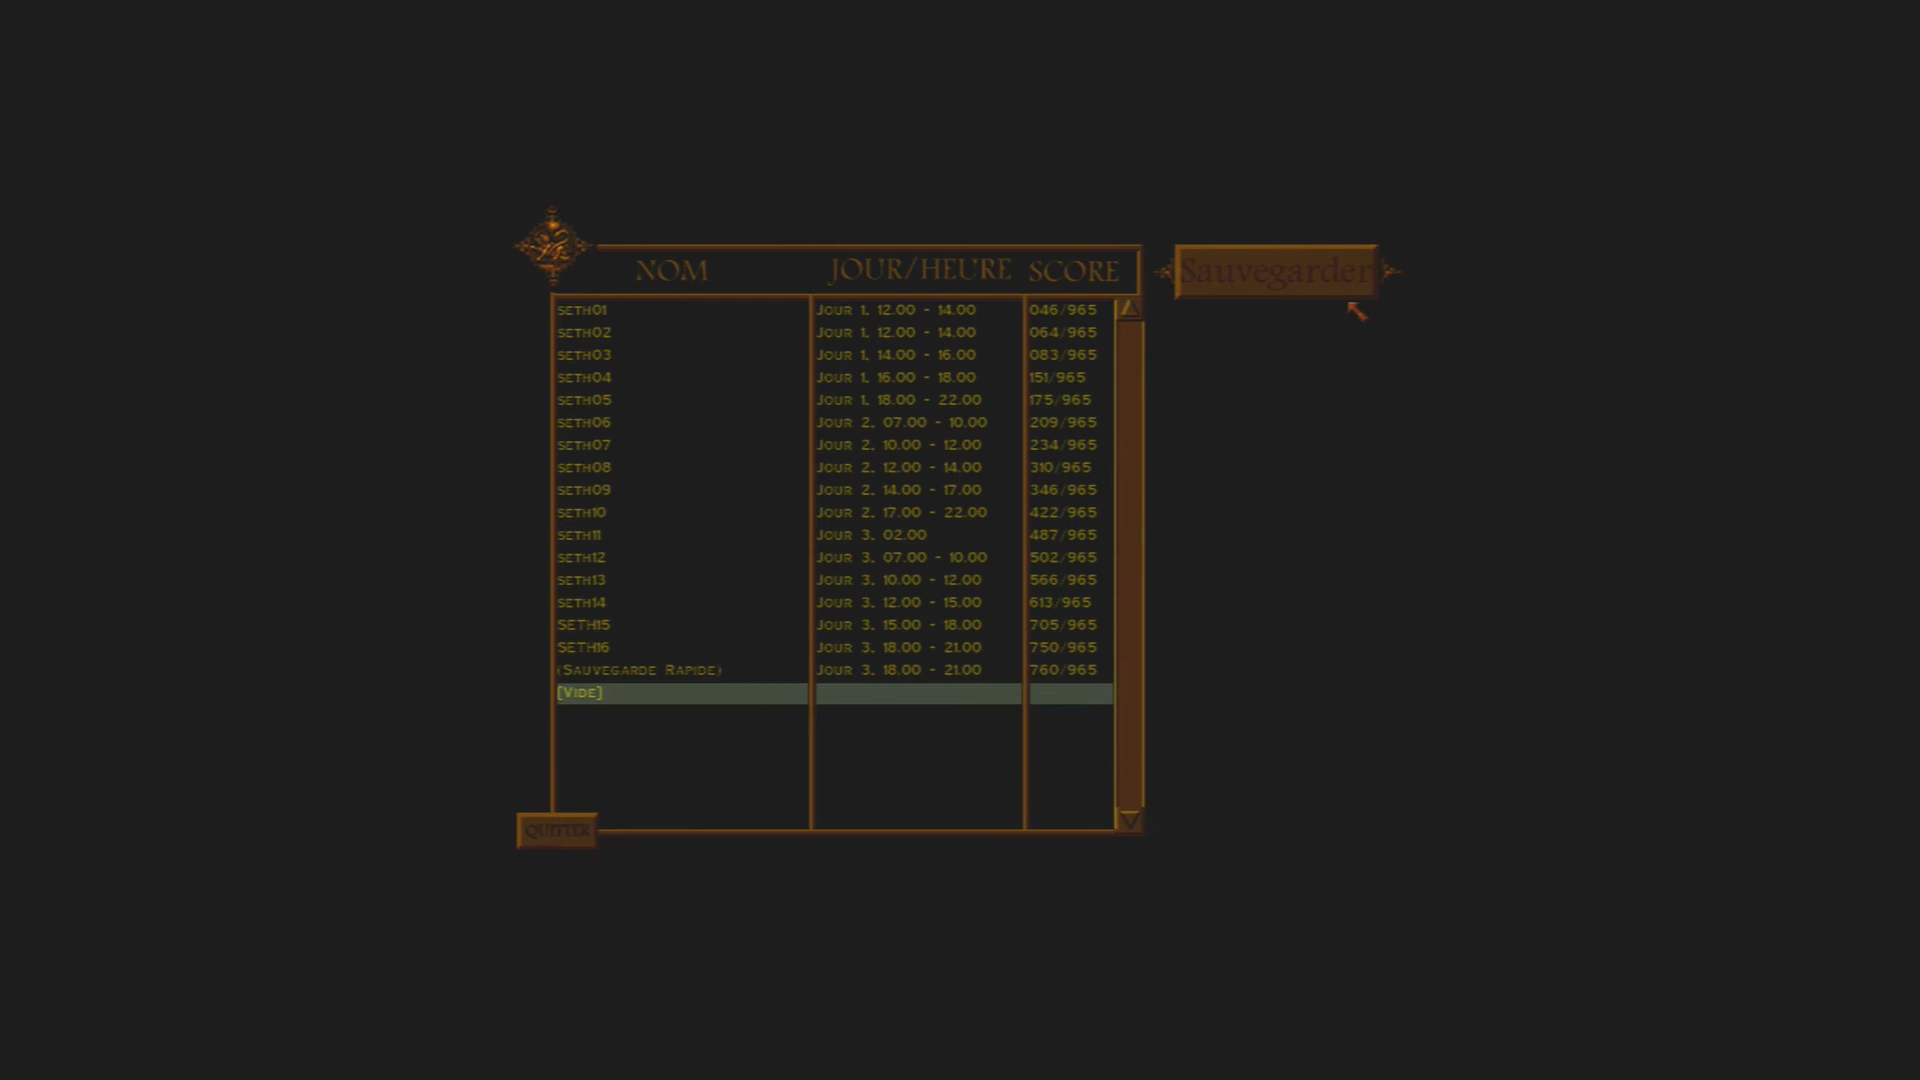 NOM JOUR/HEURE SCORE
Sauvegarder
SETH01 JOUR 1, 12.00 - 14.00 046/965
SETH02 JOUR 1, 12.00 - 14.00 064/965
SETH03 JOUR 1, 14.00 - 16.00 083/965
SETH04 JOUR 1, 16.00 - 18.00 151/965
SETH05 JOUR 1, 18.00 - 22.00 175/965
SETH06 JOUR 2, 07.00 - 10.00 209/965
SETH07 JOUR 2, 10.00 - 12.00 234/965
SETH08 JOUR 2, 12.00 - 14.00 310/965
SETH09 JOUR 2, 14.00 - 17.00 346/965
SETH10 JOUR 2, 17.00 - 22.00 422/965
SETH11 JOUR 3, 02.00 487/965
SETH12 JOUR 3, 07.00 - 10.00 502/965
SETH13 JOUR 3, 10.00 - 12.00 566/965
SETH14 JOUR 3, 12.00 - 15.00 613/965
SETH15 JOUR 3, 15.00 - 18.00 705/965
SETH16 JOUR 3, 18.00 - 21.00 750/965
(SAUVEGARDE RAPIDE) JOUR 3, 18.00 - 21.00 760/965
[VIDE]
QUITTER